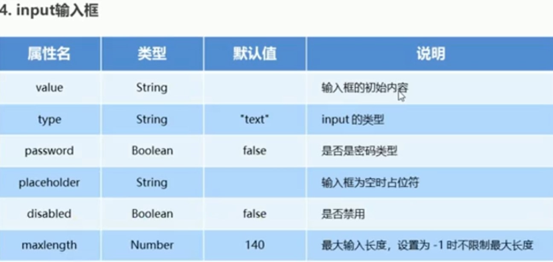 4. input输入框
属性名 类型 默认值 说明
value String 输入框的初始内容
type String "text" input 的类型
password Boolean false 是否是密码类型
placeholder String 输入框为空时占位符
disabled Boolean false 是否禁用
maxlength Number 140 最大输入长度，设置为 -1 时不限制最大长度